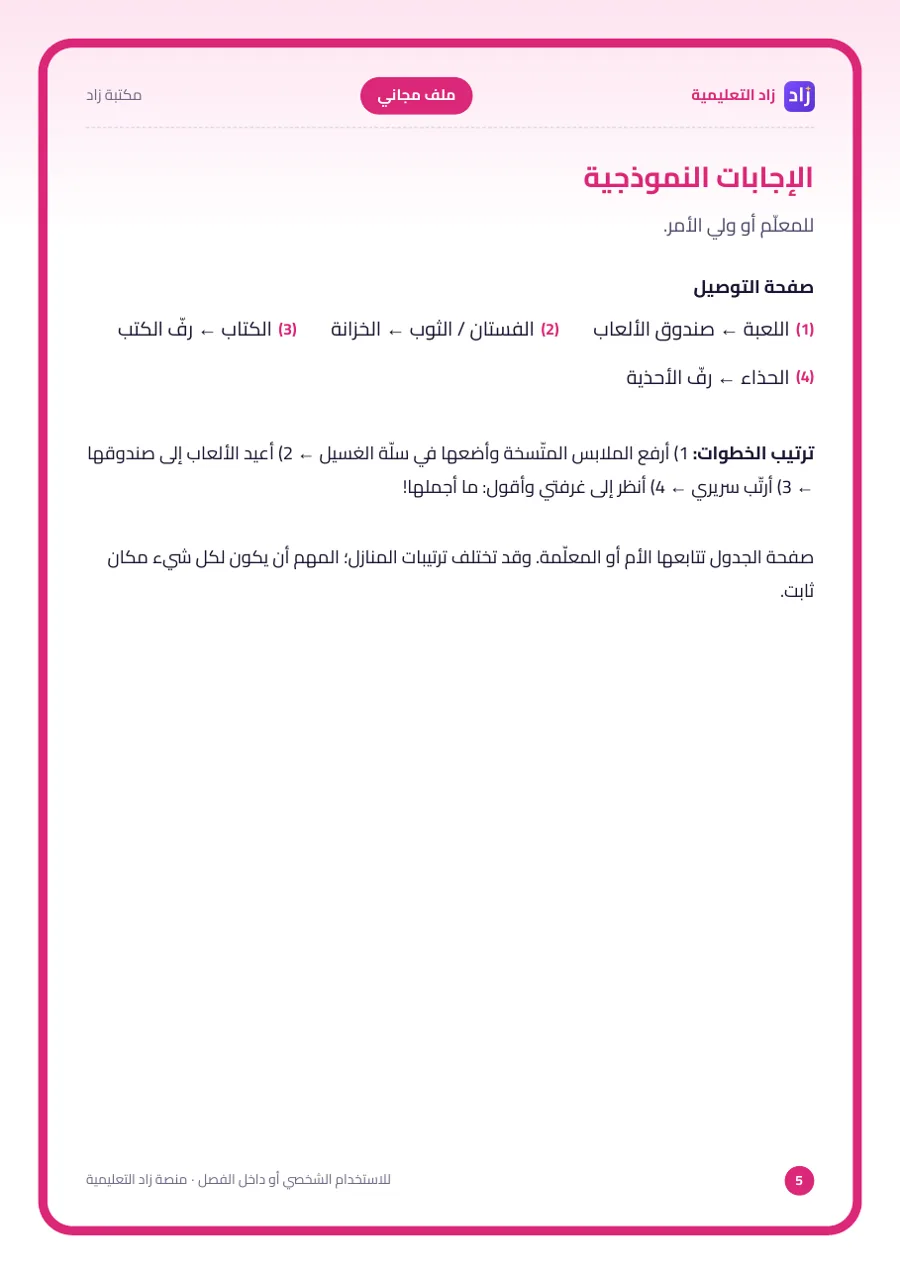 زاد زاد التعليمية
ملف مجاني
مكتبة زاد
الإجابات النموذجية
للمعلّم أو ولي الأمر.
صفحة التوصيل
(1) اللعبة ← صندوق الألعاب (2) الفستان / الثوب ← الخزانة (3) الكتاب ← رفّ الكتب
(4) الحذاء ← رفّ الأحذية
ترتيب الخطوات: 1) أرفع الملابس المتّسخة وأضعها في سلّة الغسيل ← 2) أعيد الألعاب إلى صندوقها
← 3) أرتّب سريري ← 4) أنظر إلى غرفتي وأقول: ما أجملها!
صفحة الجدول تتابعها الأم أو المعلّمة. وقد تختلف ترتيبات المنازل؛ المهم أن يكون لكل شيء مكان
ثابت.
5
للاستخدام الشخصي أو داخل الفصل · منصة زاد التعليمية